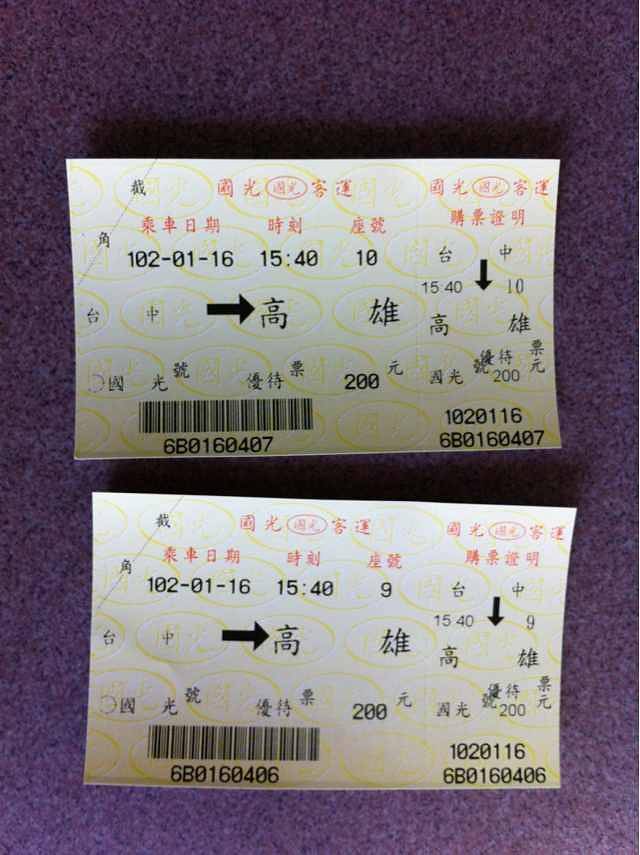 截 國光 國光 客運 國光 國光 客運
角 乘車日期 時刻 座號 購票證明
102-01-16 15:40 10 台 中
15:40 10
台 中 高 雄 高 雄
國 光 號 優待 票 200 元 國光 號 優待 票 200 元
1020116
6B0160407 6B0160407
截 國光 國光 客運 國光 國光 客運
角 乘車日期 時刻 座號 購票證明
102-01-16 15:40 9 台 中
15:40 9
台 中 高 雄 高 雄
國 光 號 優待 票 200 元 國光 號 優待 票 200 元
1020116
6B0160406 6B0160406